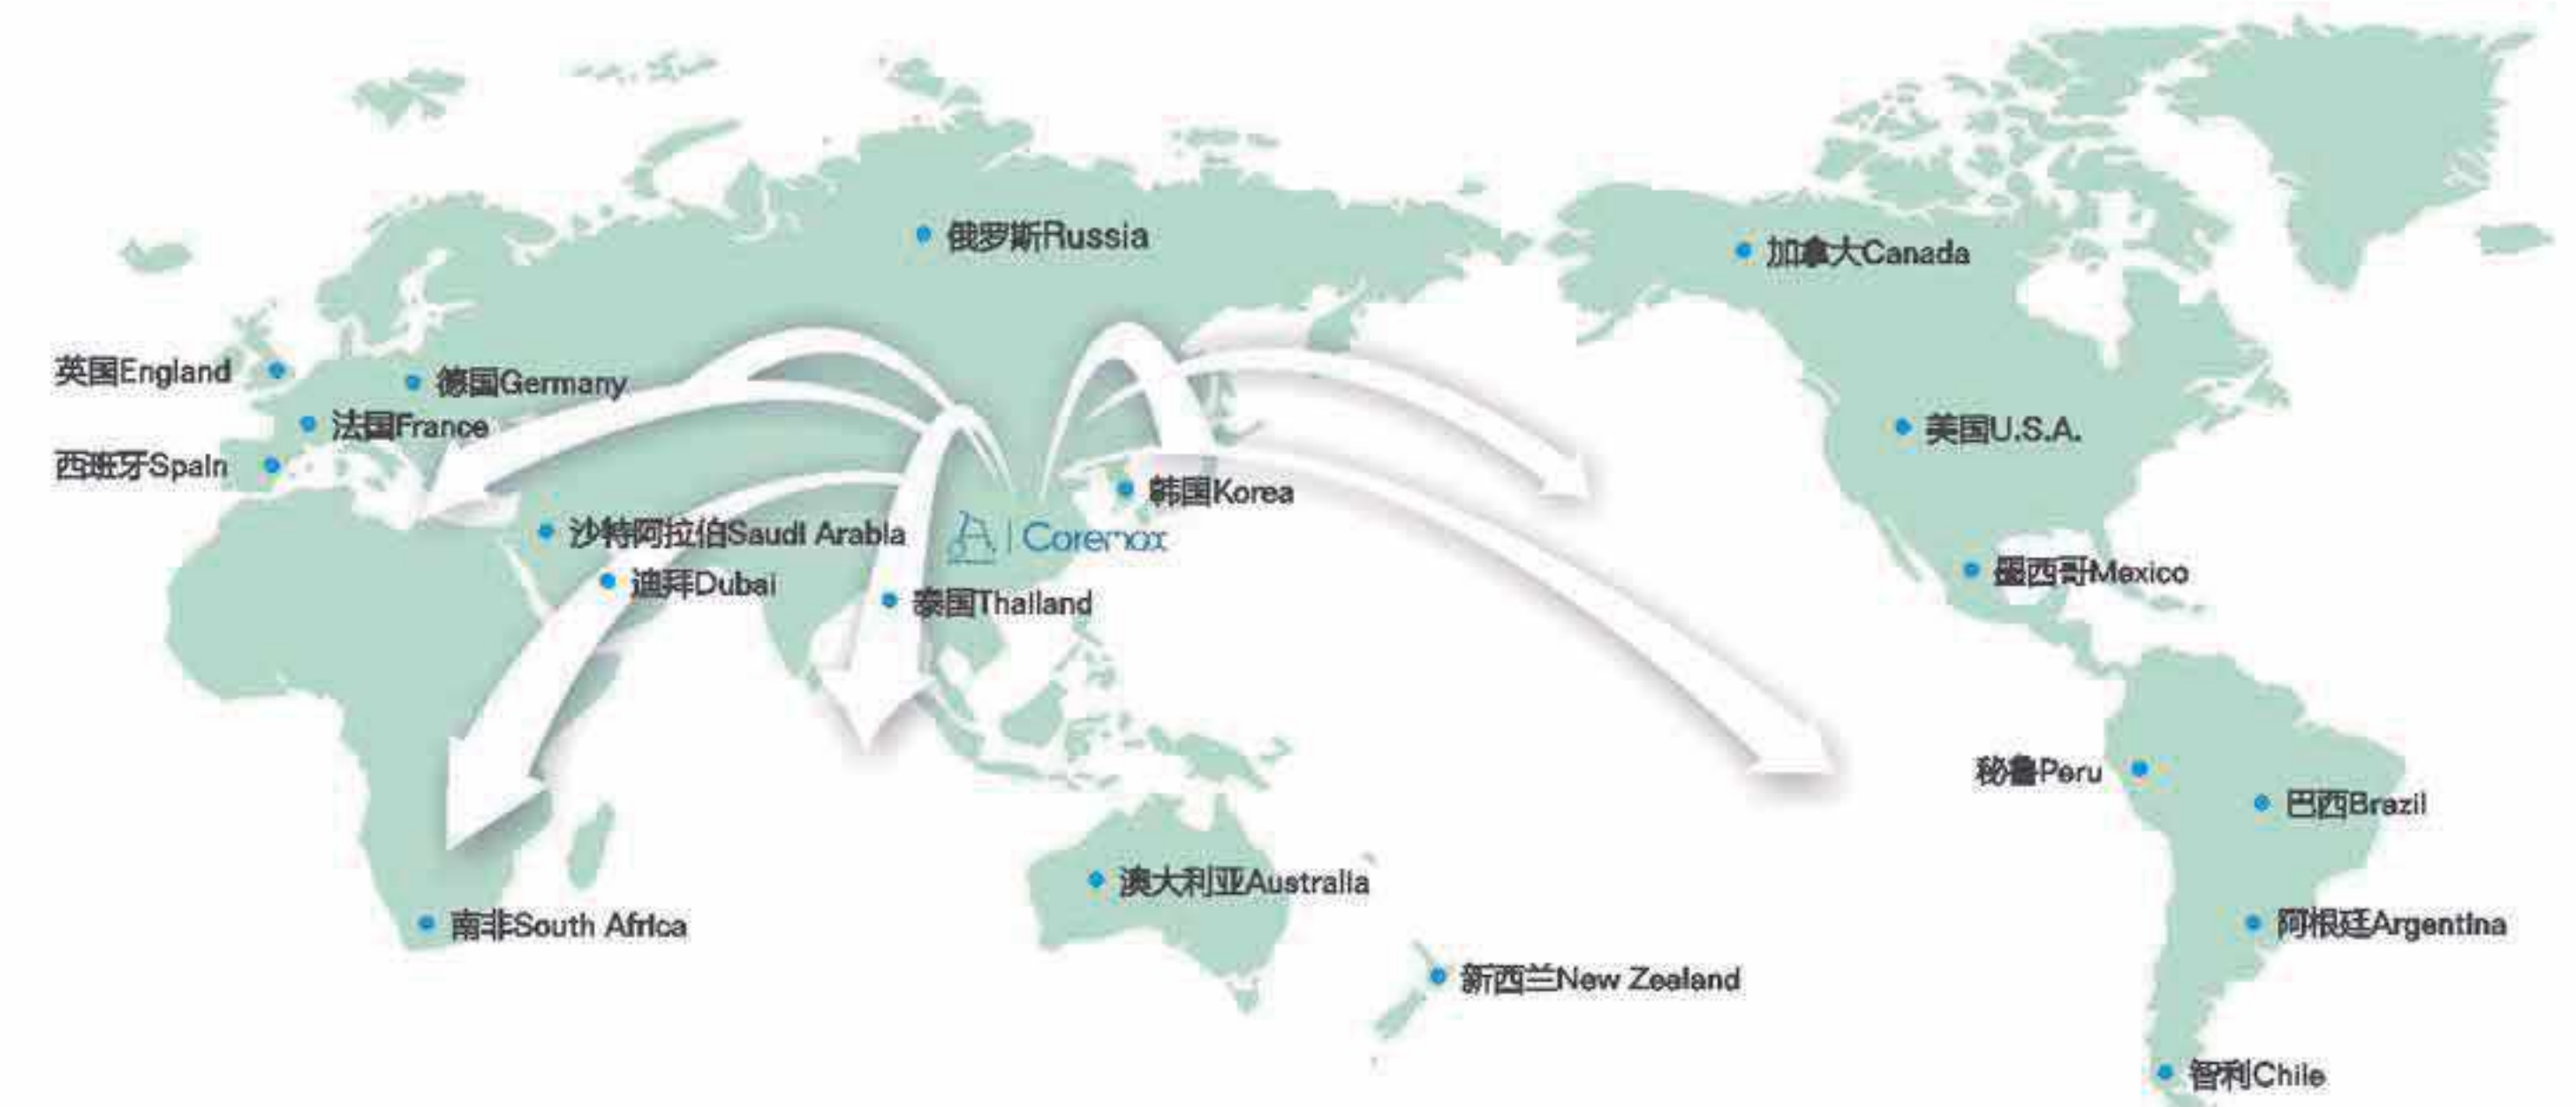 俄罗斯Russia
加拿大Canada
英国England
德国Germany
法国France
美国U.S.A.
西班牙Spain
韩国Korea
沙特阿拉伯Saudi Arabia
Coremax
墨西哥Mexico
迪拜Dubai
泰国Thailand
秘鲁Peru
巴西Brazil
澳大利亚Australia
南非South Africa
阿根廷Argentina
新西兰New Zealand
智利Chile